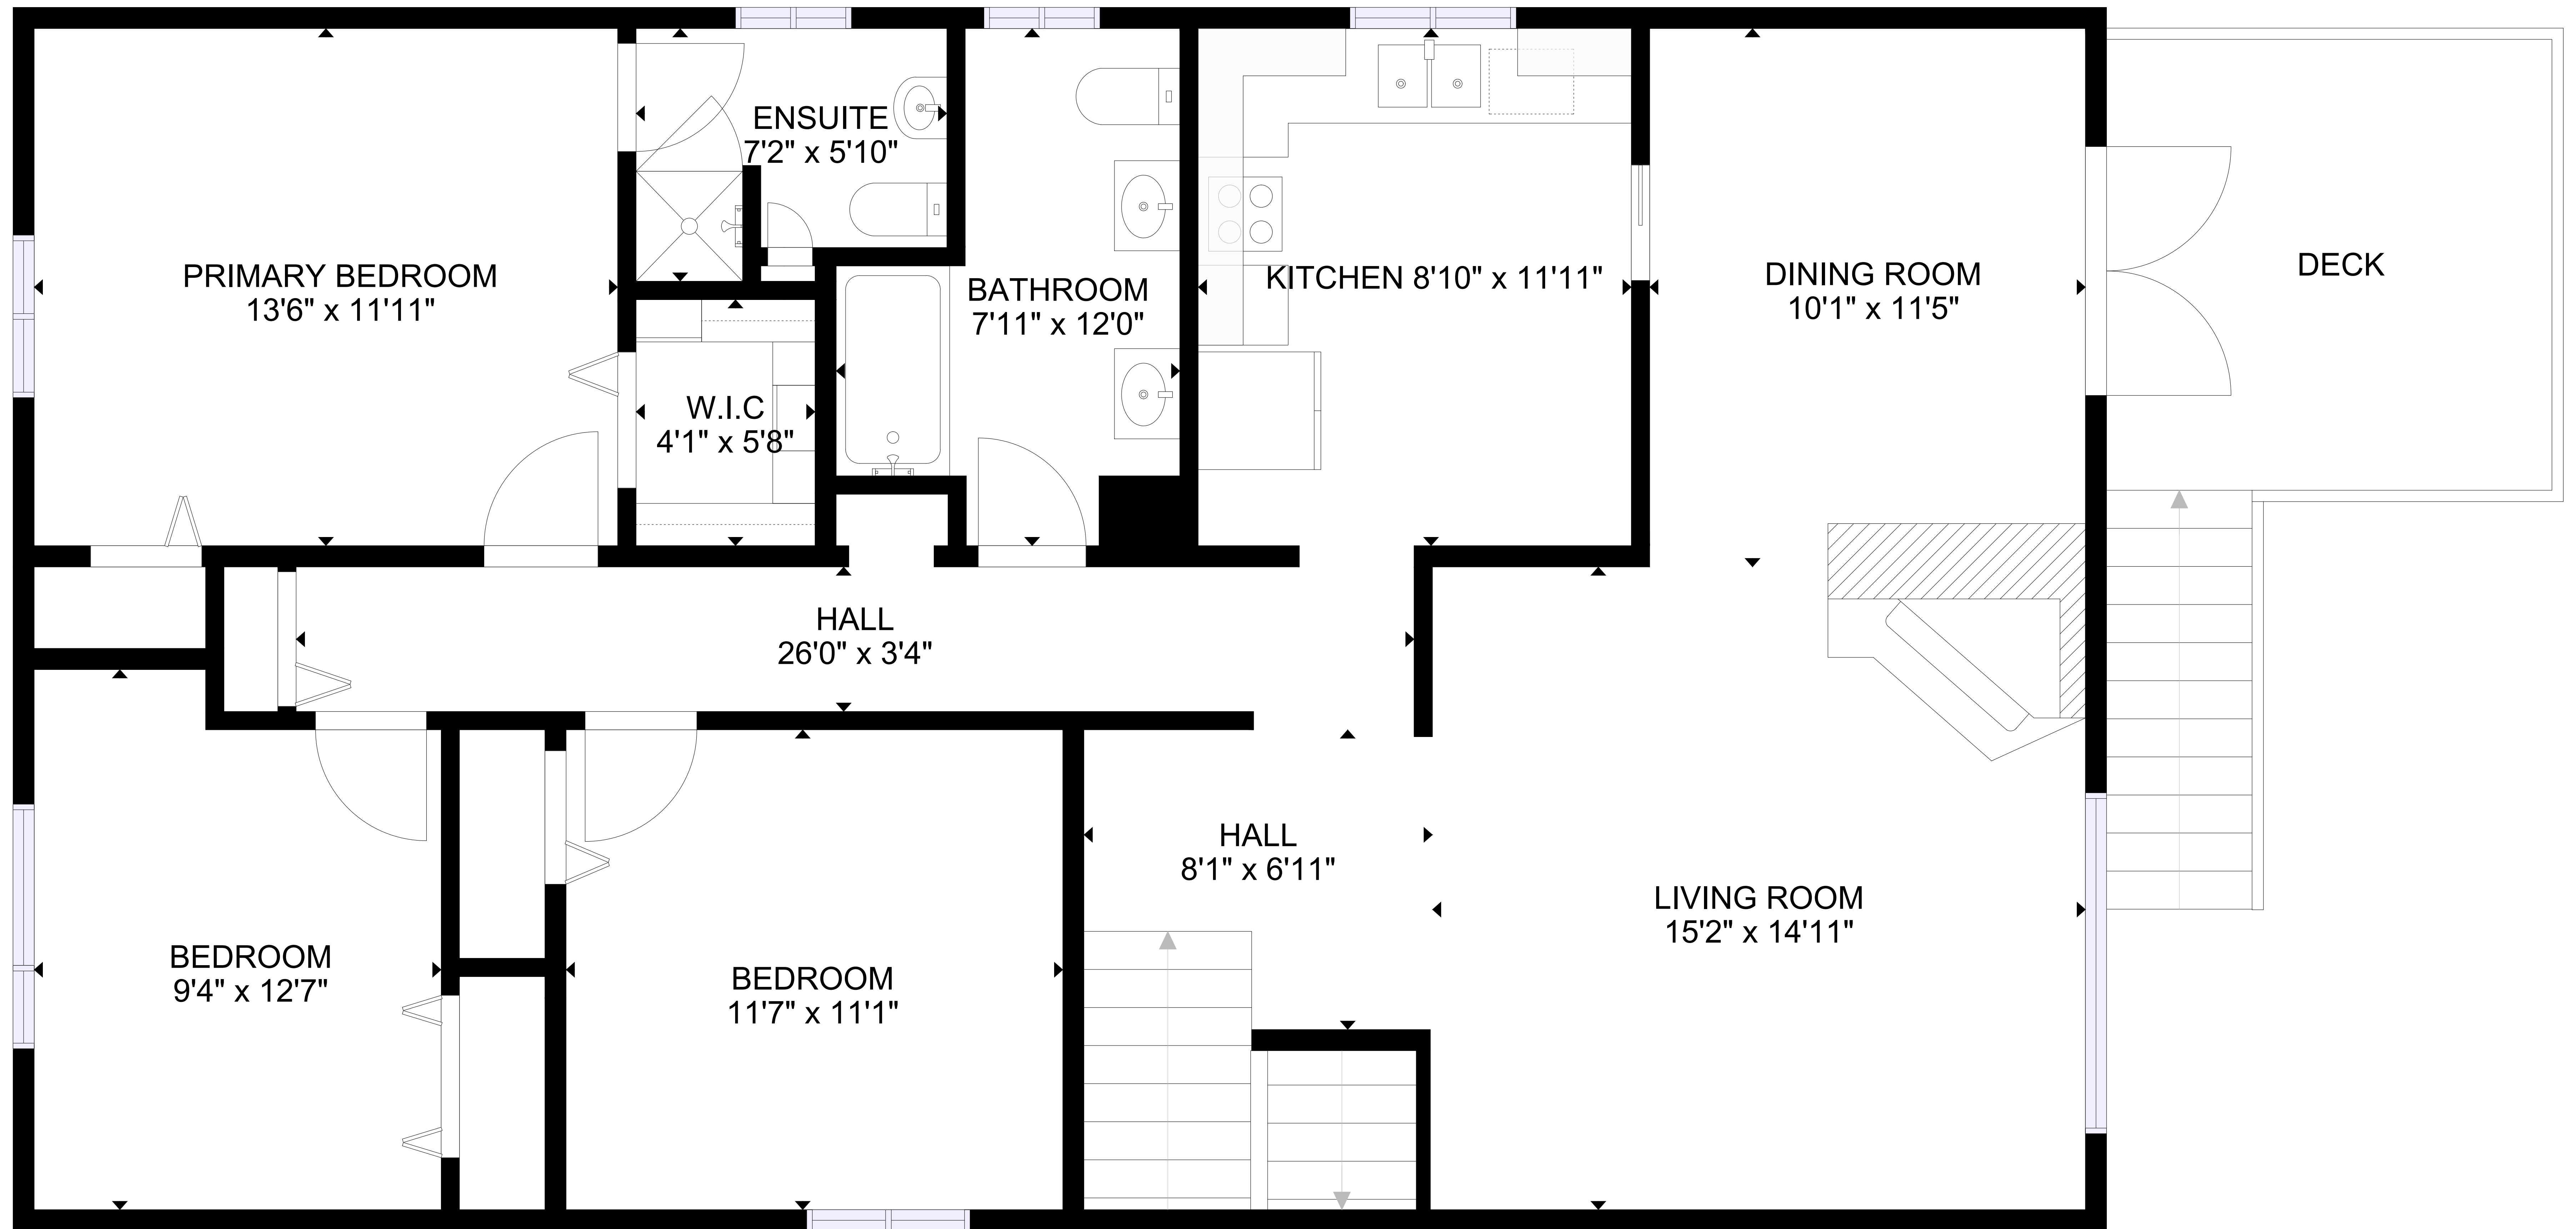 ENSUITE
7'2" x 5'10"
PRIMARY BEDROOM
13'6" x 11'11"
BATHROOM
7'11" x 12'0"
KITCHEN 8'10" x 11'11"
DINING ROOM
10'1" x 11'5"
DECK
W.I.C
4'1" x 5'8"
HALL
26'0" x 3'4"
HALL
8'1" x 6'11"
LIVING ROOM
15'2" x 14'11"
BEDROOM
9'4" x 12'7"
BEDROOM
11'7" x 11'1"